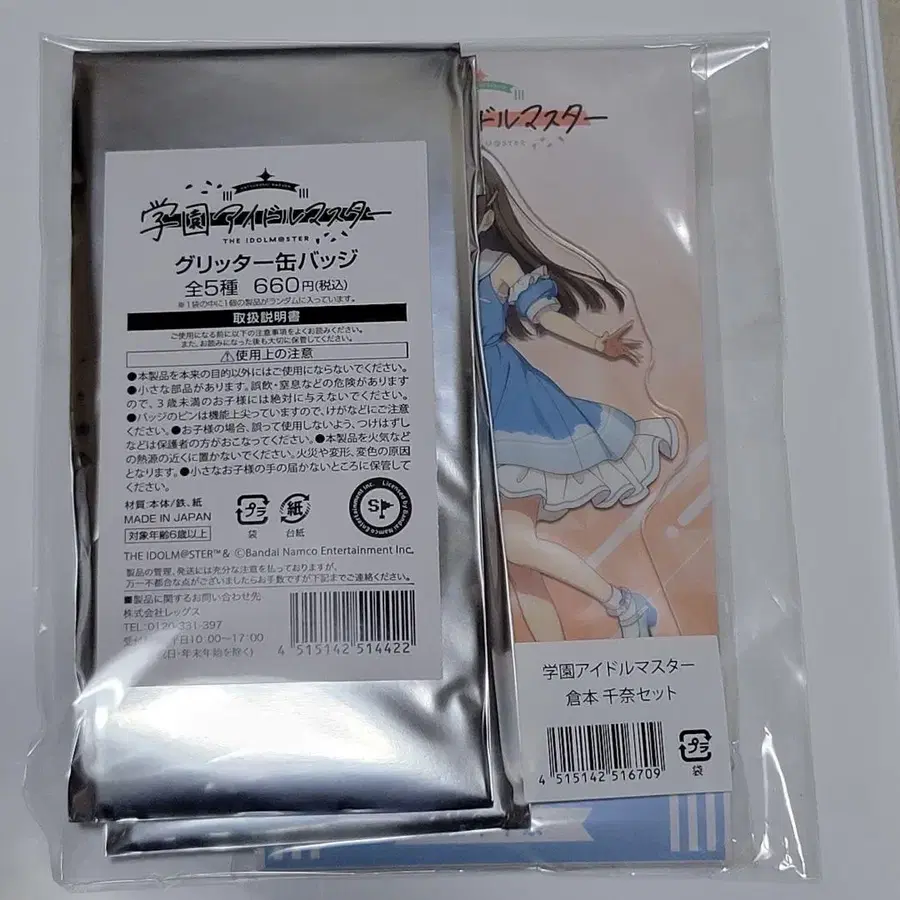 学園アイドルマスター
THE IDOLM@STER
グリッター缶バッジ
全5種 660円(税込)
※1袋の中に1個の製品がランダムに入っています。
取扱説明書
ご使用になる前に以下の注意事項をよくお読みください。
また、お読みになった後も大切に保管してください。
⚠使用上の注意
●本製品を本来の目的以外にはご使用にならないでください。
●小さな部品があります。誤飲・窒息などの危険があります
ので、3歳未満のお子様には絶対に与えないでください。
●バッジのピンは機能上尖っていますので、けがなどにご注意
ください。●お子様の場合、誤って使用しないよう、つけはずし
などは保護者の方がおこなってください。●本製品を火気など
の熱源の近くに置かないでください。火災や変形、変色の原因
となります。●小さなお子様の手の届かないところに保管して
ください。
材質:本体/鉄、紙
MADE IN JAPAN
対象年齢6歳以上
プラ
袋
紙
台紙
Licensed by Bandai Namco Entertainment Inc.
THE IDOLM@STER™& ©Bandai Namco Entertainment Inc.
製品の管理、発送には充分な注意を払っておりますが、
万一不都合な点がございましたらお手数ですが下記までご連絡ください。
■製品に関するお問い合わせ先
株式会社レッグス
TEL:0120-331-397
日10:00~17:00
日・年末年始を除く)
4 515142 514422
ドルマスター
M@STER
学園アイドルマスター
倉本 千奈セット
4 515142 516709
プラ
袋